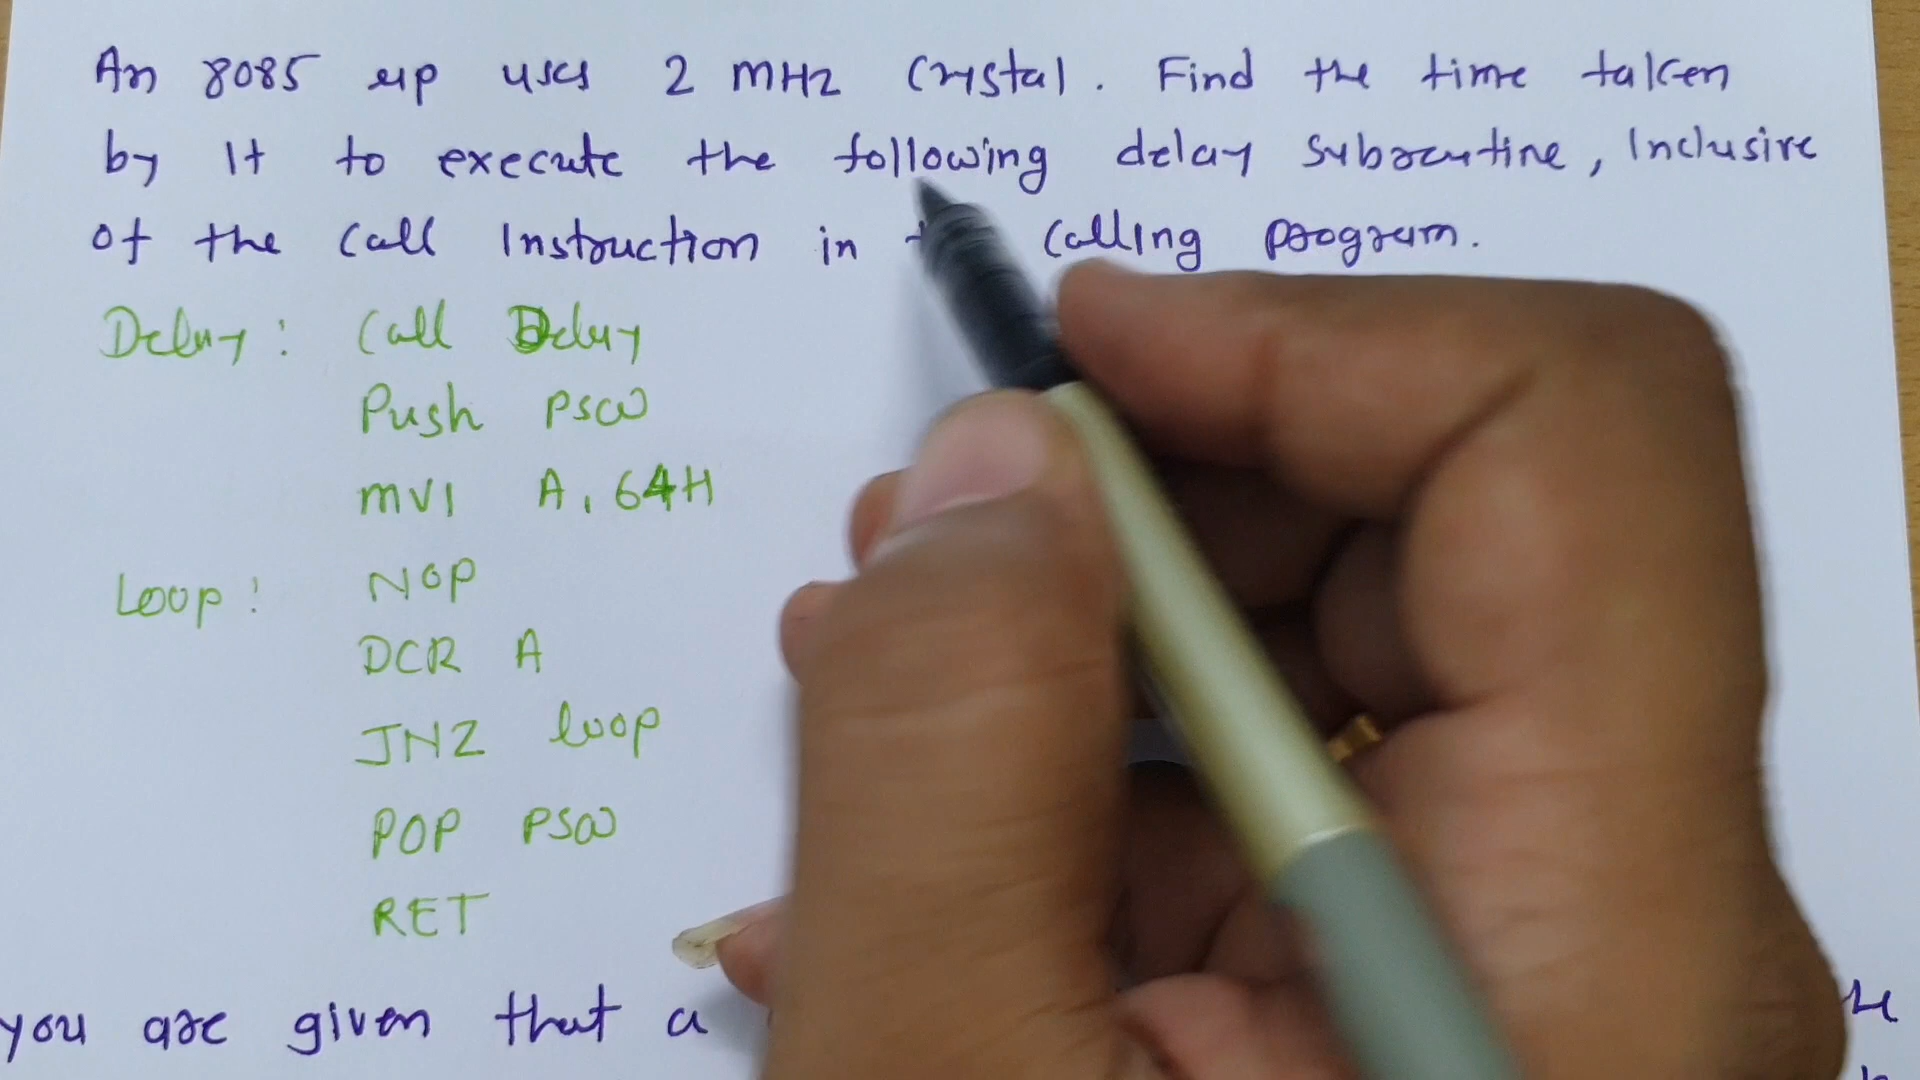 An 8085 μp uses 2 MHz Crystal. Find the time taken
by It to execute the following delay subroutine, Inclusive
of the Call Instruction in Calling program.
Delay: Call Delay
Push PSW
MVI A, 64H
Loop: NOP
DCR A
JNZ loop
POP PSW
RET
you are given that a